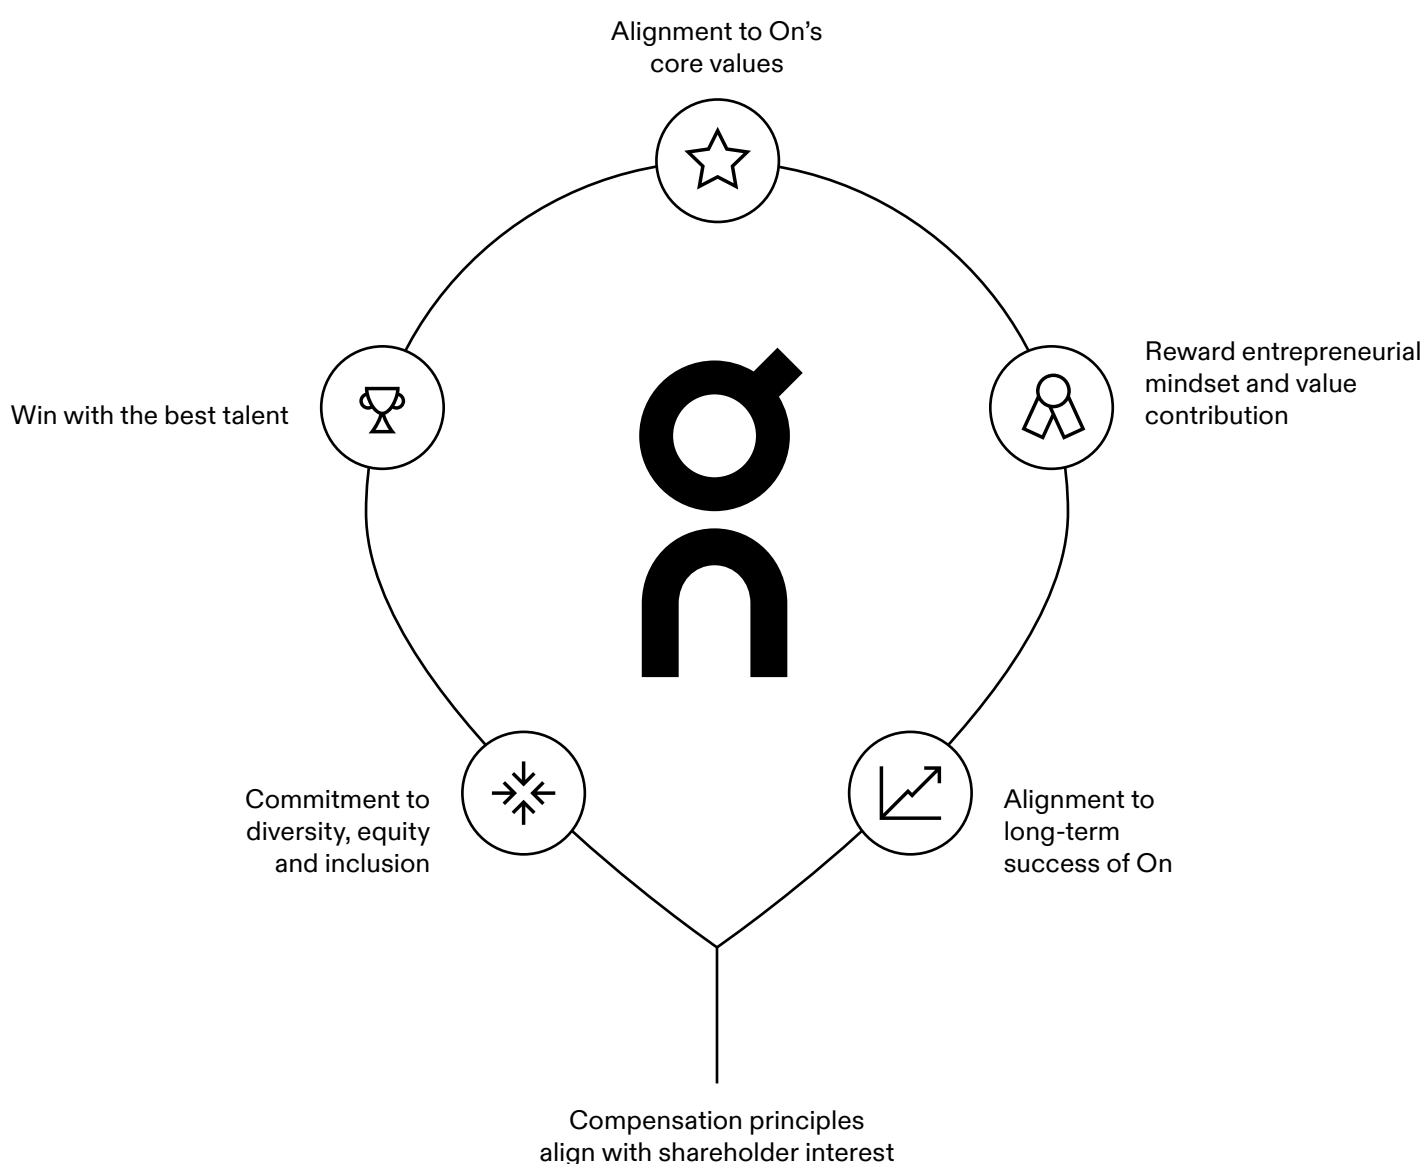 Alignment to On’s
core values
Reward entrepreneurial
mindset and value
contribution
Win with the best talent
On
Commitment to
diversity, equity
and inclusion
Alignment to
long-term
success of On
Compensation principles
align with shareholder interest